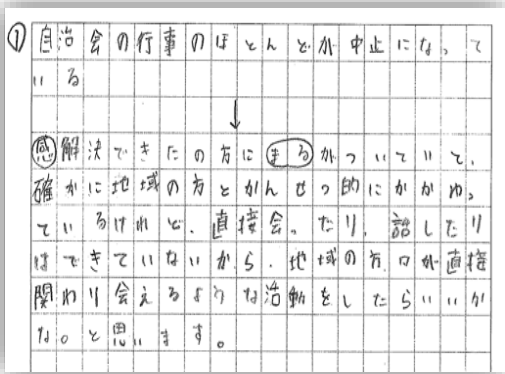 ① 自治会の行事のほとんどが中止になって
いる
↓
感 解決できたの方にまるがついていて、
確かに地域の方とかんせつ的にかかわっ
ているけれど、直接会ったり、話したり
はできていないから、地域の方々が直接
関わり会えるような活動をしたらいいか
な。と思います。